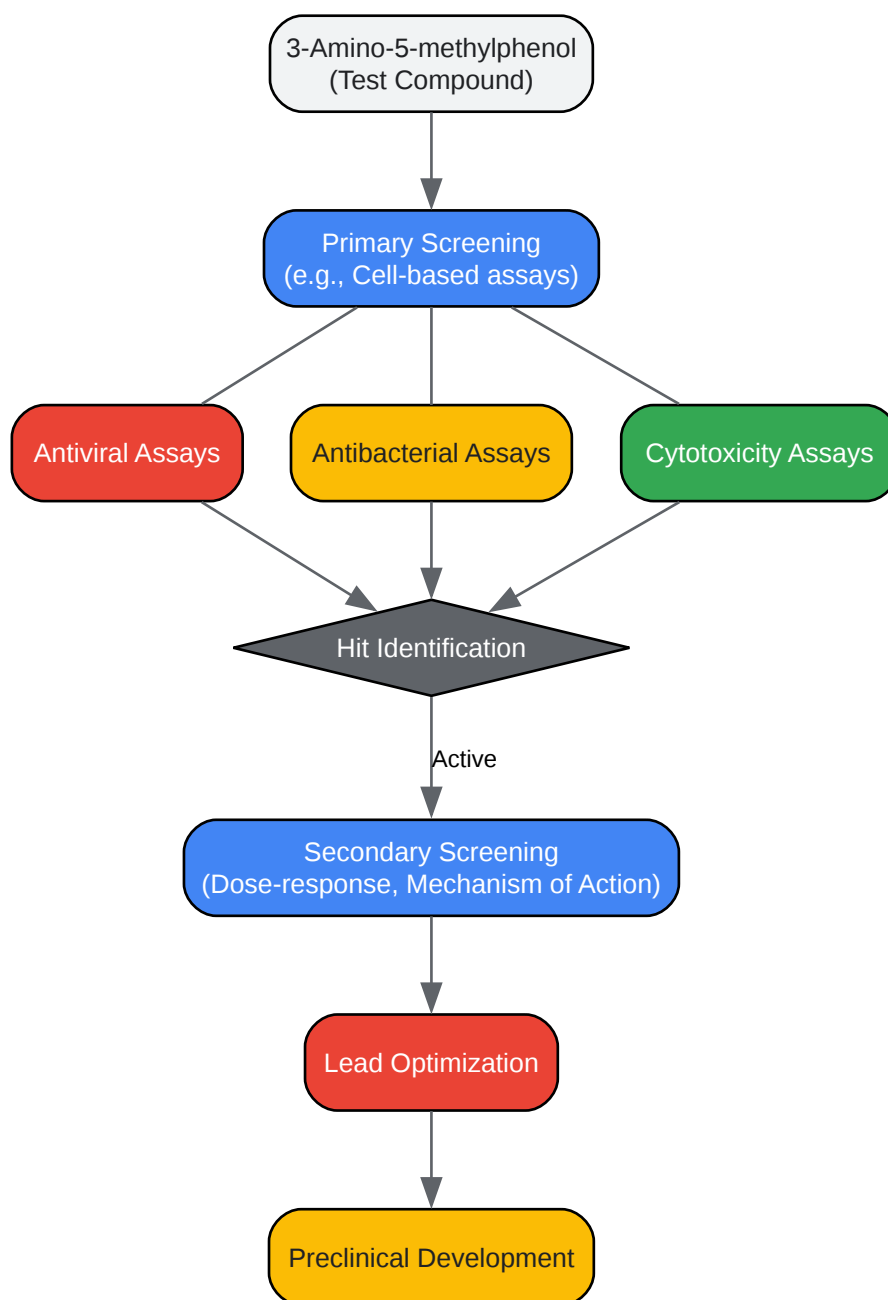 3-Amino-5-methylphenol
(Test Compound)
Primary Screening
(e.g., Cell-based assays)
Antiviral Assays
Antibacterial Assays
Cytotoxicity Assays
Hit Identification
Active
Secondary Screening
(Dose-response, Mechanism of Action)
Lead Optimization
Preclinical Development